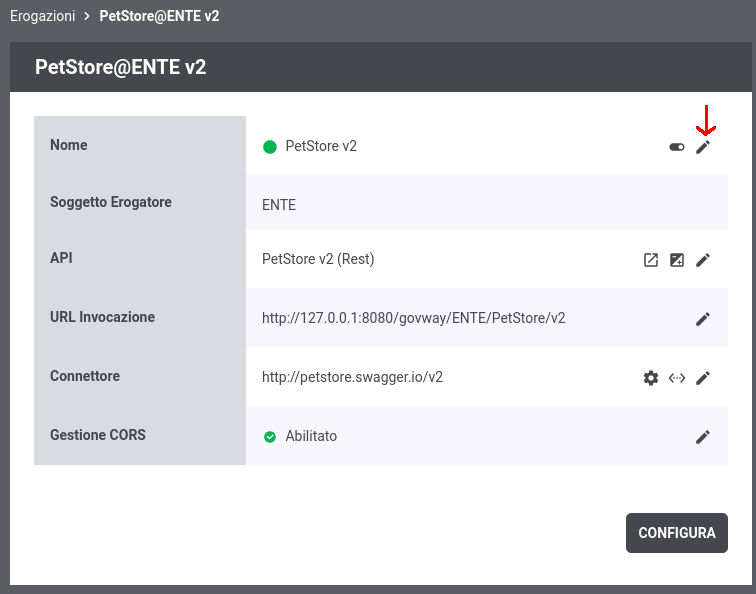 Erogazioni > PetStore@ENTE v2
PetStore@ENTE v2
Nome PetStore v2
Soggetto Erogatore ENTE
API PetStore v2 (Rest)
URL Invocazione http://127.0.0.1:8080/govway/ENTE/PetStore/v2
Connettore http://petstore.swagger.io/v2
Gestione CORS Abilitato
CONFIGURA